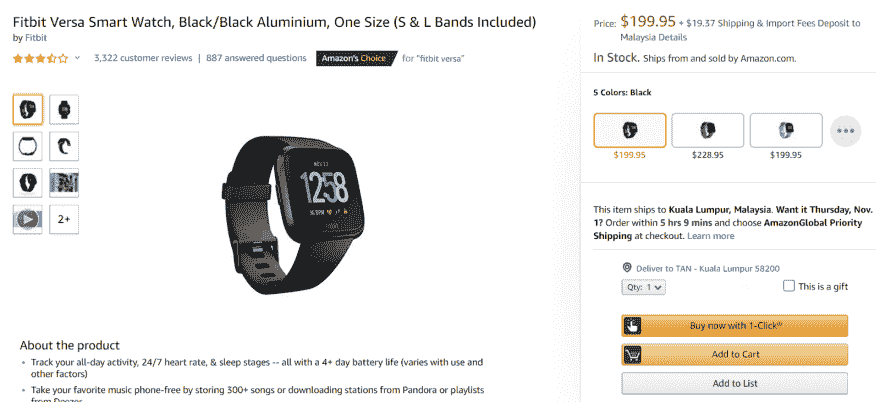 Fitbit Versa Smart Watch, Black/Black Aluminium, One Size (S & L Bands Included)
by Fitbit
3,322 customer reviews | 887 answered questions
Amazon's Choice for "fitbit versa"
2+
12
58
About the product
• Track your all-day activity, 24/7 heart rate, & sleep stages -- all with a 4+ day battery life (varies with use and
other factors)
• Take your favorite music phone-free by storing 300+ songs or downloading stations from Pandora or playlists
from Deezer
Price: $199.95 + $19.37 Shipping & Import Fees Deposit to
Malaysia Details
In Stock. Ships from and sold by Amazon.com.
5 Colors: Black
$199.95 $228.95 $199.95
This item ships to Kuala Lumpur, Malaysia. Want it Thursday, Nov.
1? Order within 5 hrs 9 mins and choose AmazonGlobal Priority
Shipping at checkout. Learn more
Deliver to TAN - Kuala Lumpur 58200
Qty: 1
This is a gift
Buy now with 1-Click®
Add to Cart
Add to List